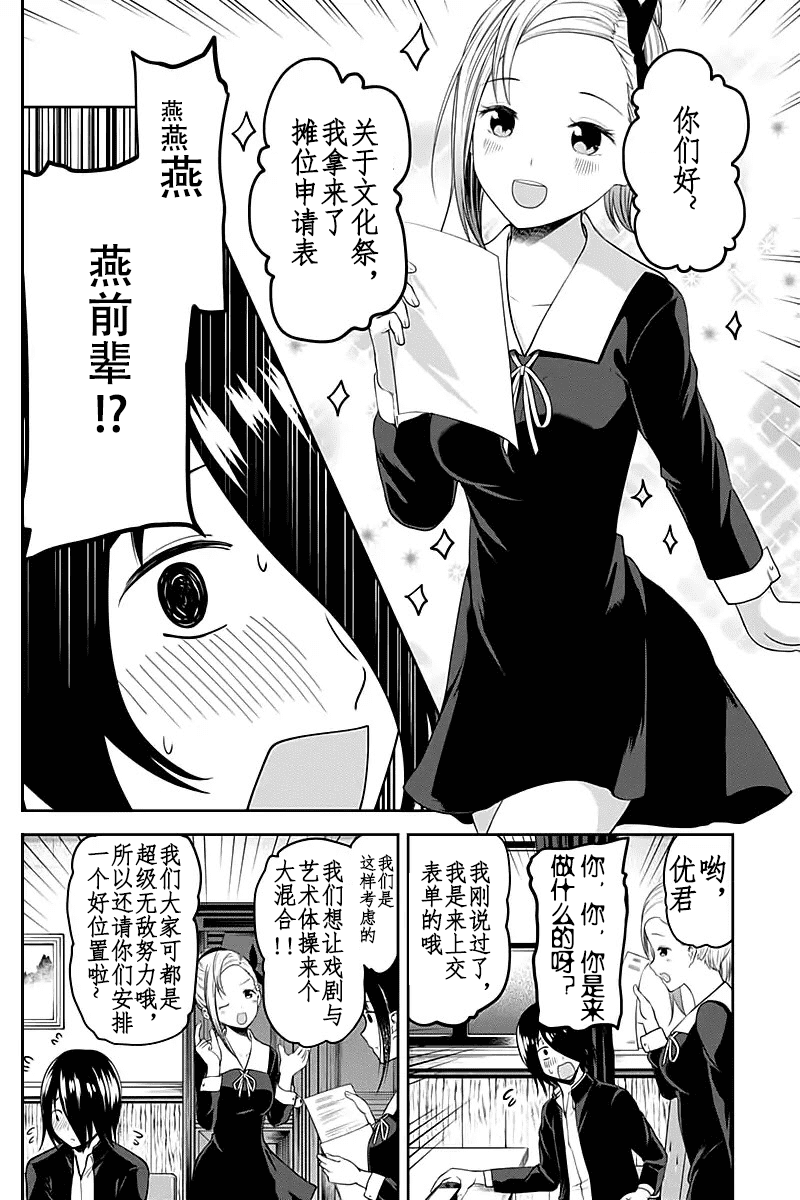 你们好~
关于文化祭，
我拿来了
摊位申请表
燕燕燕
燕前辈
!?
哟，
优君
你，你，你是来
做什么的呀？
我刚说过了，
我是来上交
表单的哦
我们是
这样考虑的
我们想让戏剧与
艺术体操来个
大混合!!
我们大家可都是
超级无敌努力哦，
所以还请你们安排
一个好位置啦~